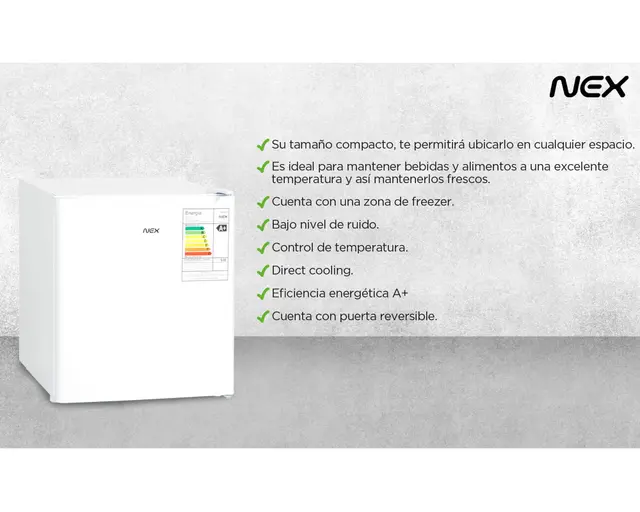 NEX
Su tamaño compacto, te permitirá ubicarlo en cualquier espacio.
Es ideal para mantener bebidas y alimentos a una excelente
temperatura y así mantenerlos frescos.
Cuenta con una zona de freezer.
Bajo nivel de ruido.
Control de temperatura.
Direct cooling.
Eficiencia energética A+
Cuenta con puerta reversible.
NEX
Energía
A+